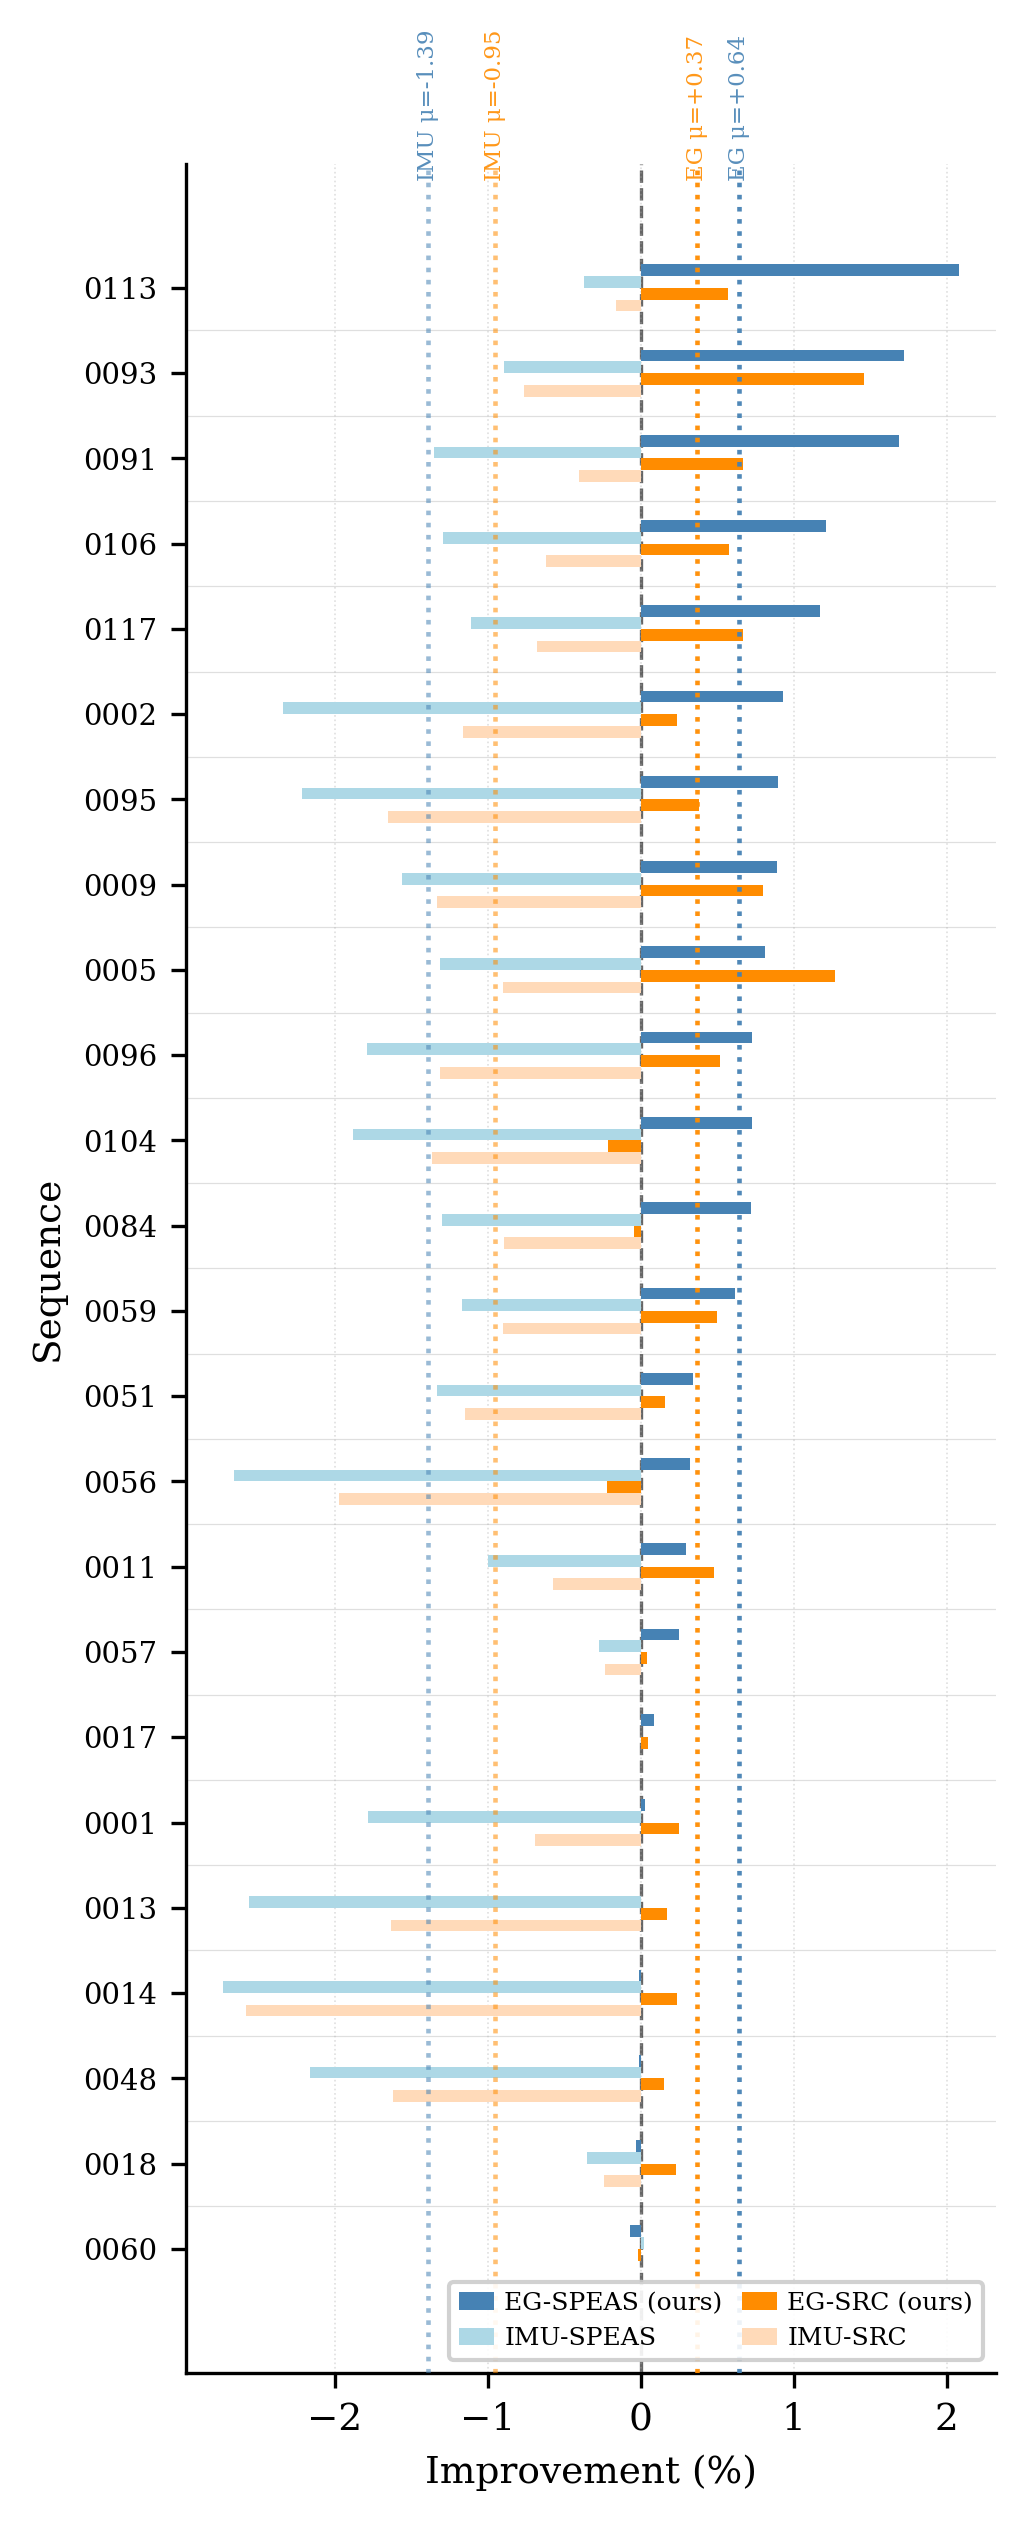 IMU μ=-1.39
IMU μ=-0.95
EG μ=+0.37
EG μ=+0.64
0113
0093
0091
0106
0117
0002
0095
0009
0005
0096
0104
0084
0059
0051
0056
0011
0057
0017
0001
0013
0014
0048
0018
0060
Sequence
EG-SPEAS (ours)
IMU-SPEAS
EG-SRC (ours)
IMU-SRC
−2
−1
0
1
2
Improvement (%)